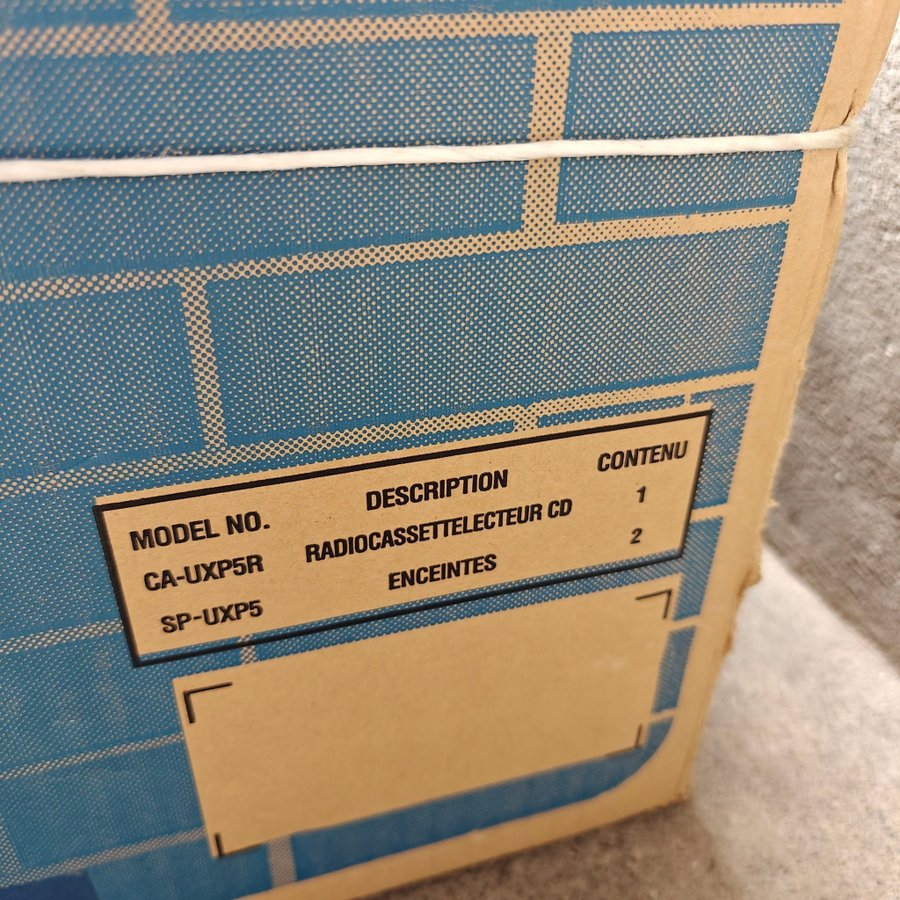 MODEL NO. DESCRIPTION CONTENU
CA-UXP5R RADIOCASSETTELECTEUR CD 1
SP-UXP5 ENCEINTES 2